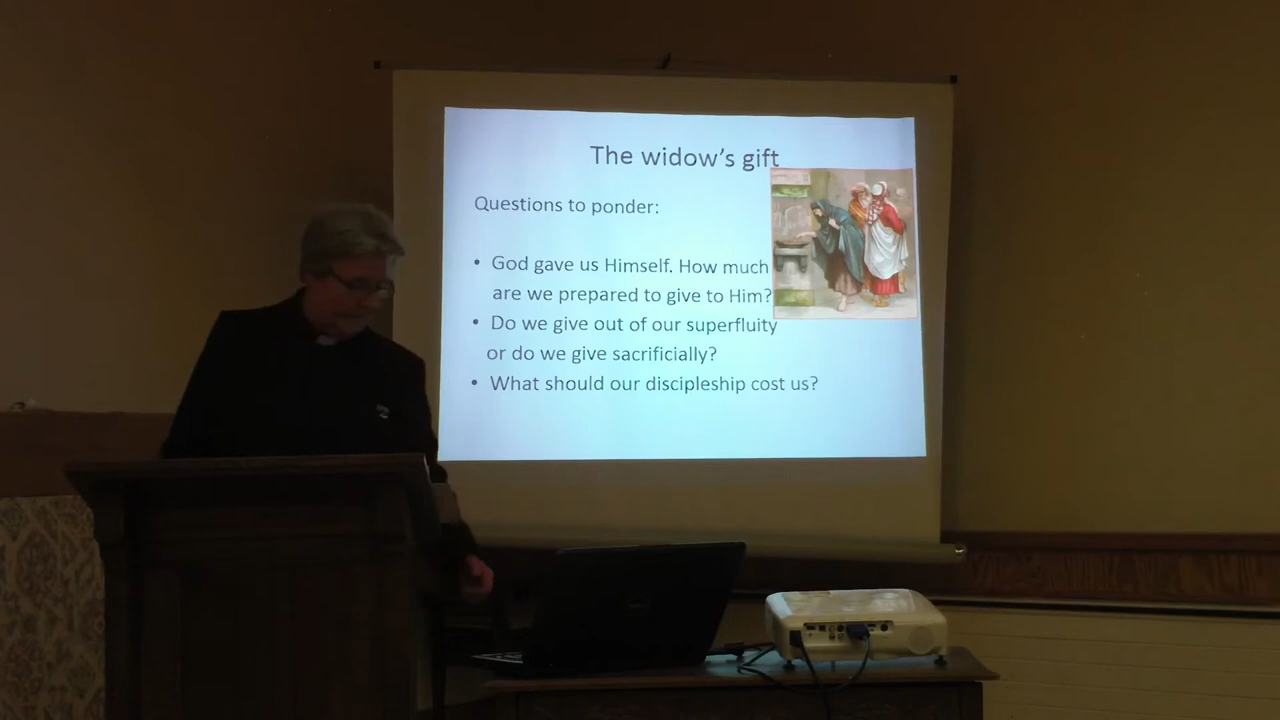 The widow's gift
Questions to ponder:
• God gave us Himself. How much
are we prepared to give to Him?
• Do we give out of our superfluity
or do we give sacrificially?
• What should our discipleship cost us?